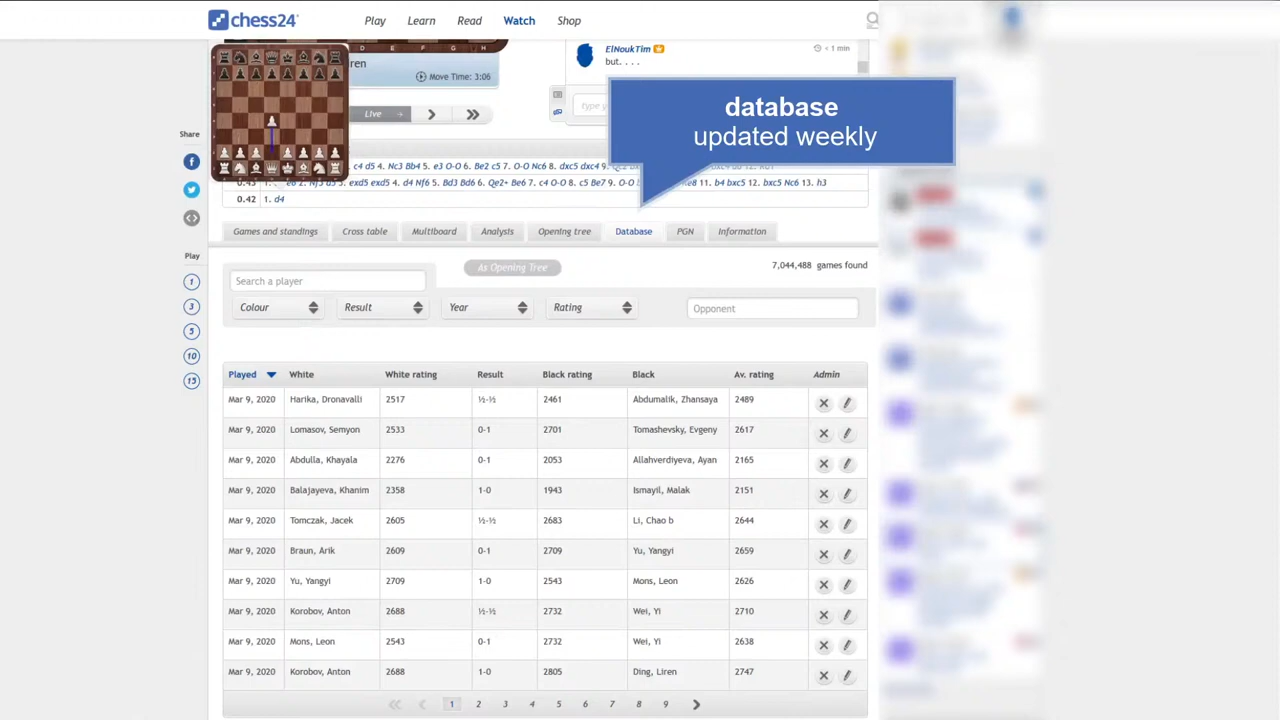 chess24
Play Learn Read Watch Shop
D E F G H
ren
Move Time: 3:06
ElNoukTim < 1 min
but. . . .
Live
database
updated weekly
Share
c4 d5 4. Nc3 Bb4 5. e3 O-O 6. Be2 c5 7. O-O Nc6 8. dxc5 dxc4
exd5 exd5 4. d4 Nf6 5. Bd3 Bd6 6. Qe2+ Be6 7. c4 O-O 8. c5 Be7 9. 11. b4 bxc5 12. bxc5 Nc6 13. h3
0.42 1. d4
Games and standings Cross table Multiboard Analysis Opening tree Database PGN Information
Play
1
3
5
10
15
Search a player As Opening Tree 7,044,488 games found
Colour Result Year Rating Opponent
Played White White rating Result Black rating Black Av. rating Admin
Mar 9, 2020 Harika, Dronavalli 2517 ½-½ 2461 Abdumalik, Zhansaya 2489
Mar 9, 2020 Lomasov, Semyon 2533 0-1 2701 Tomashevsky, Evgeny 2617
Mar 9, 2020 Abdulla, Khayala 2276 0-1 2053 Allahverdiyeva, Ayan 2165
Mar 9, 2020 Balajayeva, Khanim 2358 1-0 1943 Ismayil, Malak 2151
Mar 9, 2020 Tomczak, Jacek 2605 ½-½ 2683 Li, Chao b 2644
Mar 9, 2020 Braun, Arik 2609 0-1 2709 Yu, Yangyi 2659
Mar 9, 2020 Yu, Yangyi 2709 1-0 2543 Mons, Leon 2626
Mar 9, 2020 Korobov, Anton 2688 ½-½ 2732 Wei, Yi 2710
Mar 9, 2020 Mons, Leon 2543 0-1 2732 Wei, Yi 2638
Mar 9, 2020 Korobov, Anton 2688 1-0 2805 Ding, Liren 2747
1 2 3 4 5 6 7 8 9